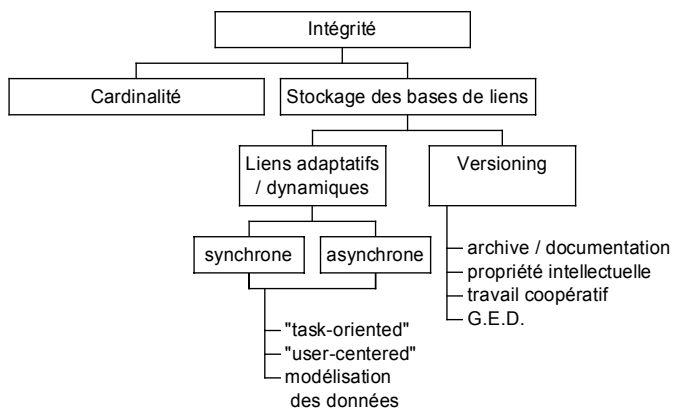 Intégrité
Cardinalité
Stockage des bases de liens
Liens adaptatifs
/ dynamiques
Versioning
synchrone
asynchrone
archive / documentation
propriété intellectuelle
travail coopératif
G.E.D.
"task-oriented"
"user-centered"
modélisation
des données